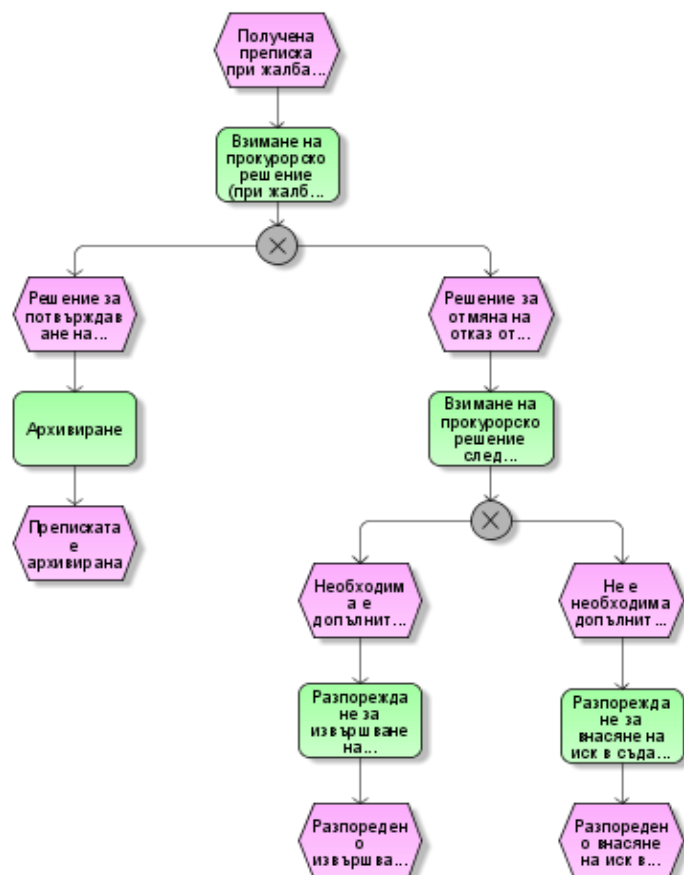 Получена
преписка
при жалба...
Взимане на
прокурорско
решение
(при жалб...
Решение за
потвърждав
ане на...
Решение за
отмяна на
отказ от...
Архивиране
Взимане на
прокурорско
решение
след...
Преписката
е
архивирана
Необходим
а е
допълнит...
Не е
необходима
допълнит...
Разпорежда
не за
извършване
на...
Разпорежда
не за
внасяне на
иск в съда...
Разпореден
о
извършва...
Разпореден
о внасяне
на иск в...